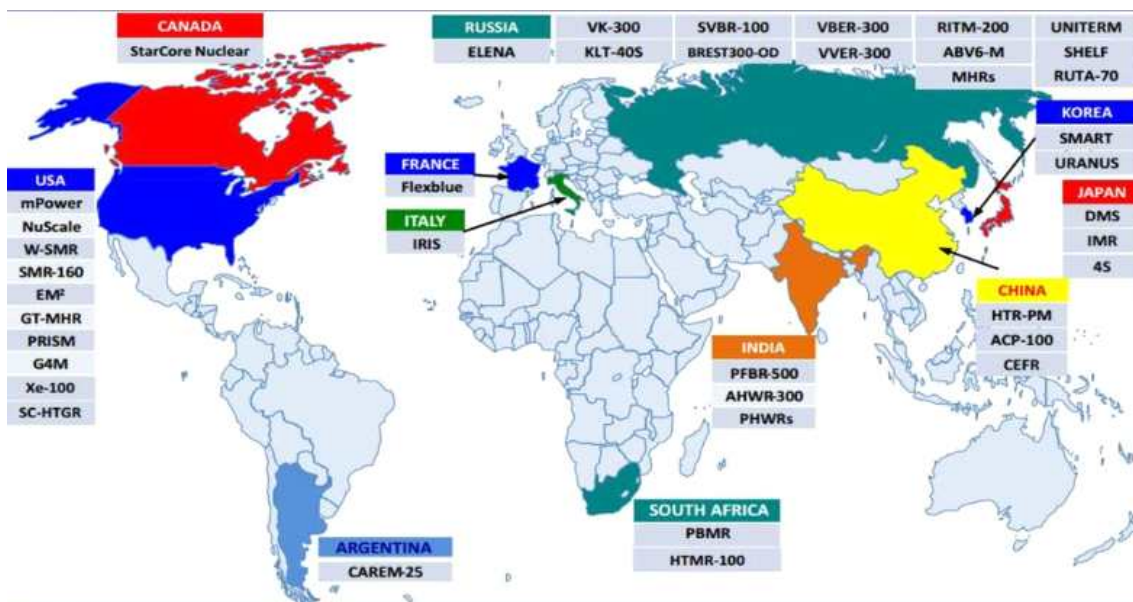 CANADA
StarCore Nuclear
RUSSIA
ELENA
VK-300
KLT-40S
SVBR-100
BREST300-OD
VBER-300
VVER-300
RITM-200
ABV6-M
MHRs
UNITERM
SHELF
RUTA-70
USA
mPower
NuScale
W-SMR
SMR-160
EM²
GT-MHR
PRISM
G4M
Xe-100
SC-HTGR
FRANCE
Flexblue
ITALY
IRIS
KOREA
SMART
URANUS
JAPAN
DMS
IMR
4S
CHINA
HTR-PM
ACP-100
CEFR
INDIA
PFBR-500
AHWR-300
PHWRs
SOUTH AFRICA
PBMR
HTMR-100
ARGENTINA
CAREM-25